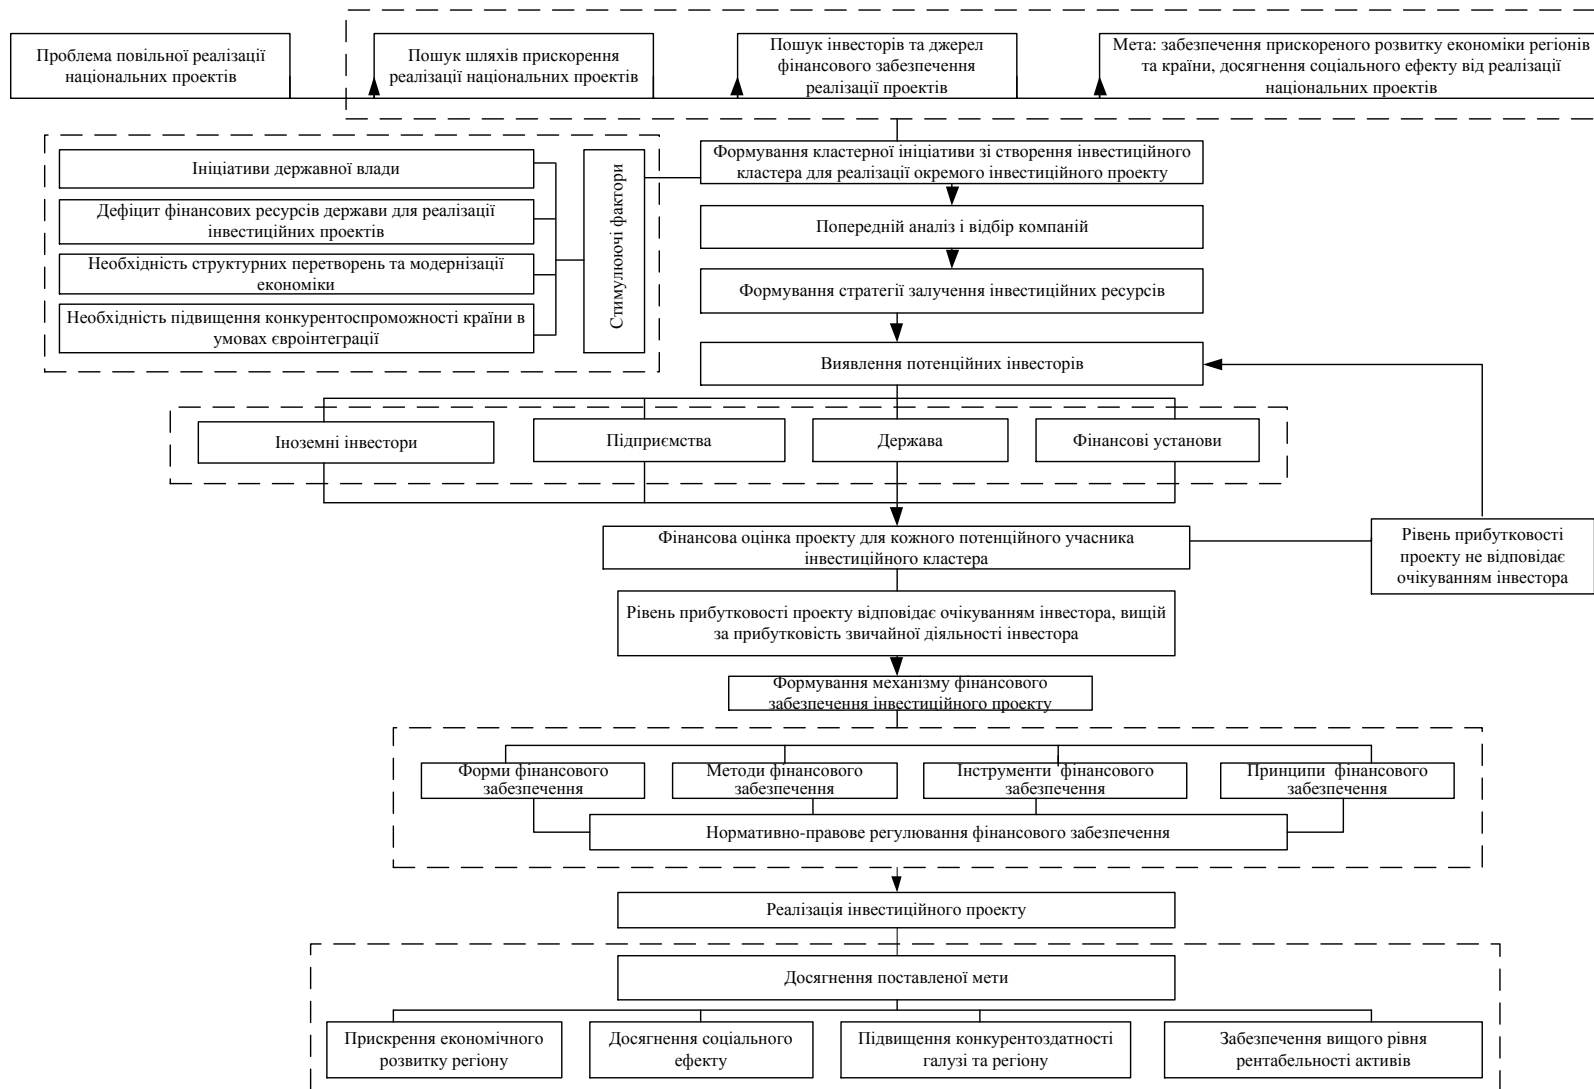 Проблема повільної реалізації
національних проектів
Пошук шляхів прискорення
реалізації національних проектів
Пошук інвесторів та джерел
фінансового забезпечення
реалізації проектів
Мета: забезпечення прискореного розвитку економіки регіонів
та країни, досягнення соціального ефекту від реалізації
національних проектів
Ініціативи державної влади
Дефіцит фінансових ресурсів держави для реалізації
інвестиційних проектів
Необхідність структурних перетворень та модернізації
економіки
Необхідність підвищення конкурентоспроможності країни в
умовах євроінтеграції
Стимулюючі фактори
Формування кластерної ініціативи зі створення інвестиційного
кластера для реалізації окремого інвестиційного проекту
Попередній аналіз і відбір компаній
Формування стратегії залучення інвестиційних ресурсів
Виявлення потенційних інвесторів
Іноземні інвестори
Підприємства
Держава
Фінансові установи
Фінансова оцінка проекту для кожного потенційного учасника
інвестиційного кластера
Рівень прибутковості
проекту не відповідає
очікуванням інвестора
Рівень прибутковості проекту відповідає очікуванням інвестора, вищій
за прибутковість звичайної діяльності інвестора
Формування механізму фінансового
забезпечення інвестиційного проекту
Форми фінансового
забезпечення
Методи фінансового
забезпечення
Інструменти фінансового
забезпечення
Принципи фінансового
забезпечення
Нормативно-правове регулювання фінансового забезпечення
Реалізація інвестиційного проекту
Досягнення поставленої мети
Прискрення економічного
розвитку регіону
Досягнення соціального
ефекту
Підвищення конкурентоздатності
галузі та регіону
Забезпечення вищого рівня
рентабельності активів